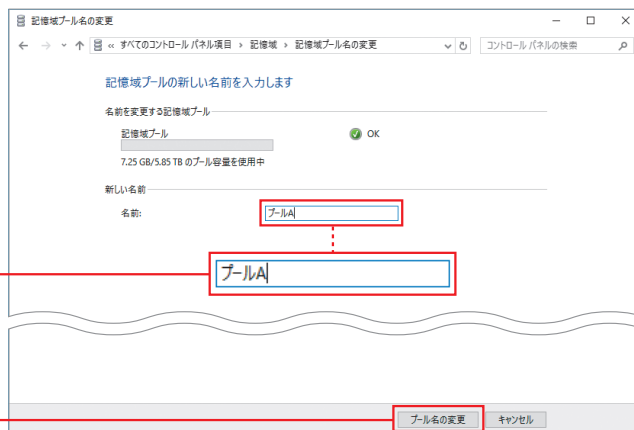 記憶域プール名の変更
« すべてのコントロール パネル項目 › 記憶域 › 記憶域プール名の変更
コントロール パネルの検索
記憶域プールの新しい名前を入力します
名前を変更する記憶域プール
記憶域プール
OK
7.25 GB/5.85 TB のプール容量を使用中
新しい名前
名前:
プールA
プールA
プール名の変更
キャンセル